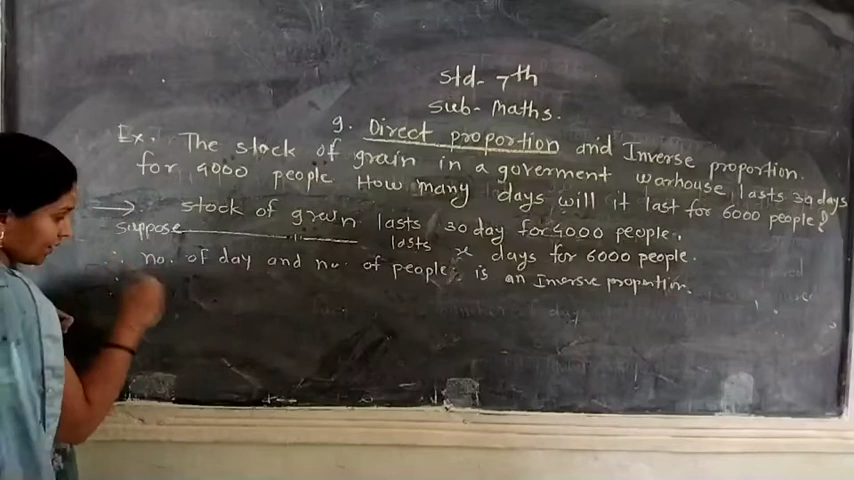 std- 7th
Sub- Maths.
9. Direct proportion and Inverse proportion.
Ex. The stock of grain in a goverment warhouse lasts 30 days
for 4000 people How many days will it last for 6000 people?
→ stock of grain lasts 30 day for 4000 people.
Suppose " lasts x days for 6000 people.
∴ no. of day and no. of people is an Inversve proportion.